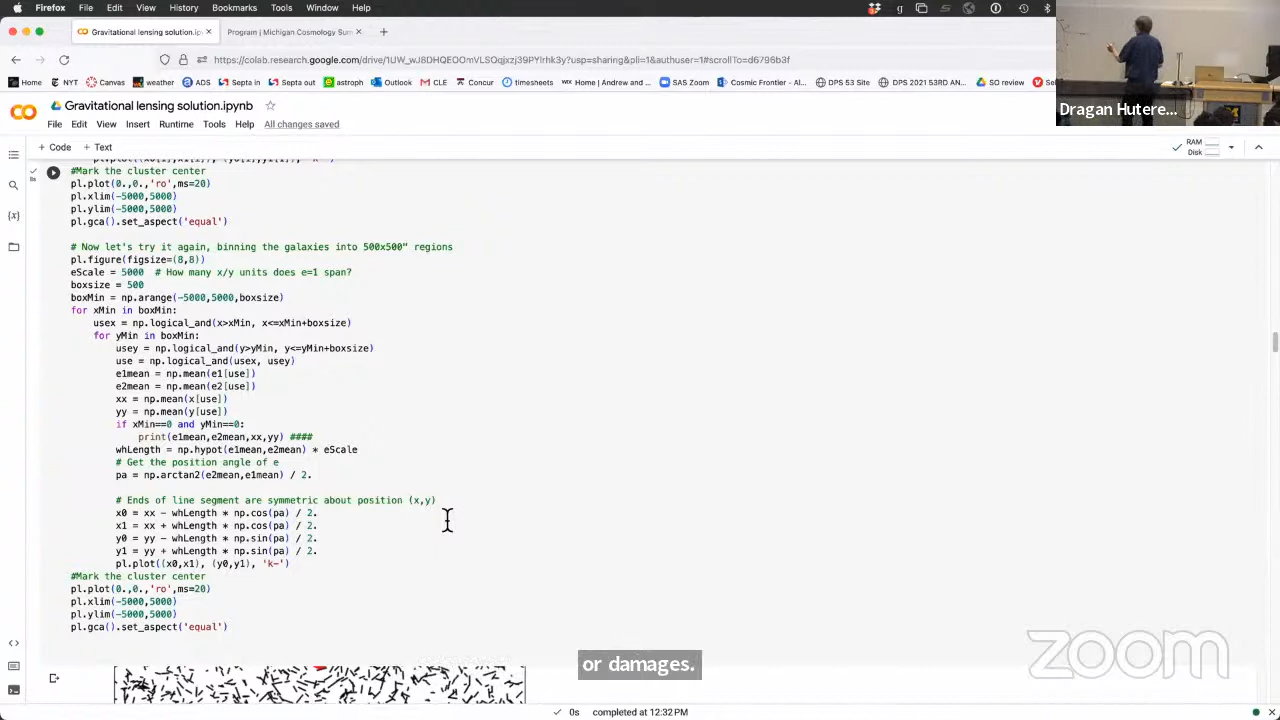 Firefox File Edit View History Bookmarks Tools Window Help
Gravitational lensing solution.ipynb
Program | Michigan Cosmology Sum
https://colab.research.google.com/drive/1UW_LBDHQEOOmVLSQqjxzj39PYlrhk3y?usp=sharing&pli=1&authuser=1#scrollTo=d6796b3f
Home NYT Canvas weather ADS Septa in Septa out astroph Outlook CLE Concur timesheets Home | Andrew and ... SAS Zoom Cosmic Frontier - Al... DPS 53 Site DPS 2021 53RD AN... SO review
Dragan Hutere...
Gravitational lensing solution.ipynb
File Edit View Insert Runtime Tools Help All changes saved
+ Code + Text
RAM
Disk
#Mark the cluster center
pl.plot(0.,0.,'ro',ms=20)
pl.xlim(-5000,5000)
pl.ylim(-5000,5000)
pl.gca().set_aspect('equal')
# Now let's try it again, binning the galaxies into 500x500" regions
pl.figure(figsize=(8,8))
eScale = 5000 # How many x/y units does e=1 span?
boxsize = 500
boxMin = np.arange(-5000,5000,boxsize)
for xMin in boxMin:
usex = np.logical_and(x>xMin, x<=xMin+boxsize)
for yMin in boxMin:
usey = np.logical_and(y>yMin, y<=yMin+boxsize)
use = np.logical_and(usex, usey)
e1mean = np.mean(e1[use])
e2mean = np.mean(e2[use])
xx = np.mean(x[use])
yy = np.mean(y[use])
if xMin==0 and yMin==0:
print(e1mean,e2mean,xx,yy) ####
whLength = np.hypot(e1mean,e2mean) * eScale
# Get the position angle of e
pa = np.arctan2(e2mean,e1mean) / 2.
# Ends of line segment are symmetric about position (x,y)
x0 = xx - whLength * np.cos(pa) / 2.
x1 = xx + whLength * np.cos(pa) / 2.
y0 = yy - whLength * np.sin(pa) / 2.
y1 = yy + whLength * np.sin(pa) / 2.
pl.plot((x0,x1), (y0,y1), 'k-')
#Mark the cluster center
pl.plot(0.,0.,'ro',ms=20)
pl.xlim(-5000,5000)
pl.ylim(-5000,5000)
pl.gca().set_aspect('equal')
or damages.
zoom
0s completed at 12:32 PM